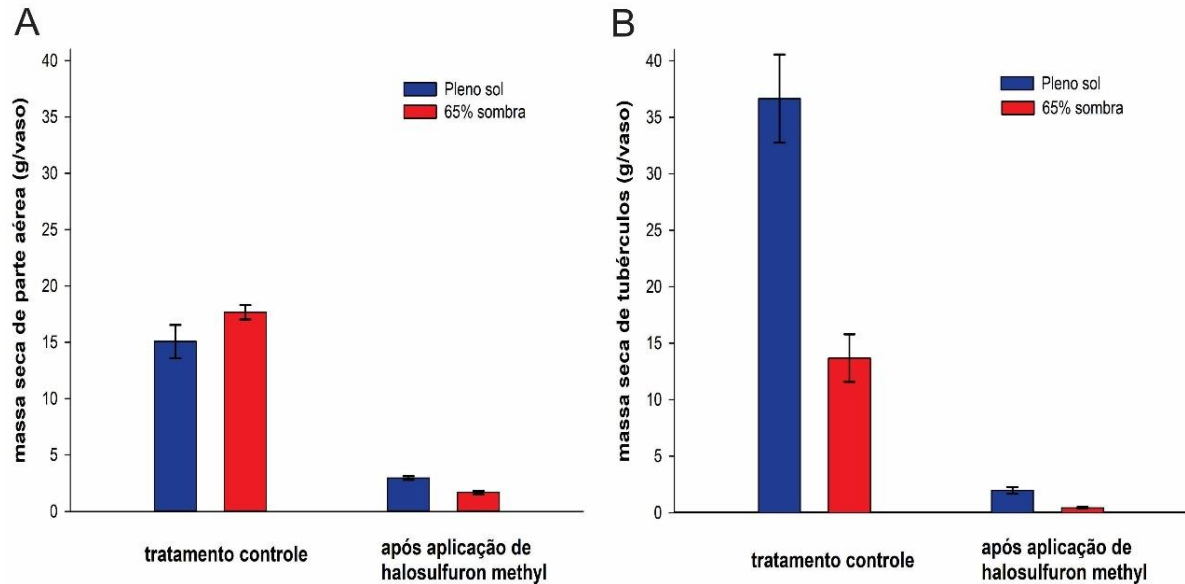 A
massa seca de parte aérea (g/vaso)
40
35
30
25
20
15
10
5
0
Pleno sol
65% sombra
tratamento controle
após aplicação de
halosulfuron methyl
B
massa seca de tubérculos (g/vaso)
40
35
30
25
20
15
10
5
0
Pleno sol
65% sombra
tratamento controle
após aplicação de
halosulfuron methyl